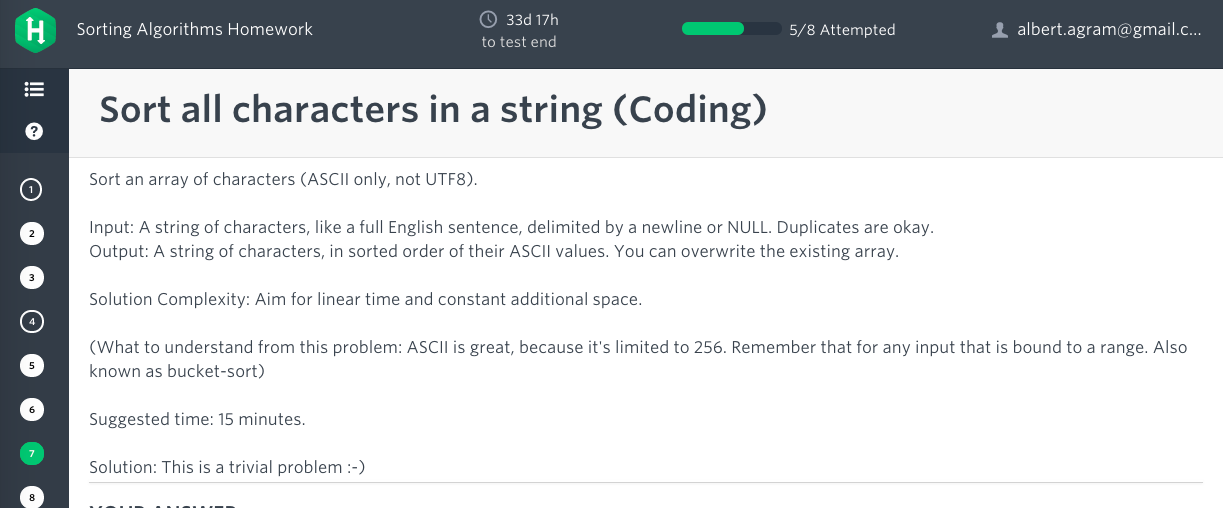 H
Sorting Algorithms Homework
33d 17h
to test end
5/8 Attempted
albert.agram@gmail.c...
?
Sort all characters in a string (Coding)
1
2
3
4
5
6
7
8
Sort an array of characters (ASCII only, not UTF8).
Input: A string of characters, like a full English sentence, delimited by a newline or NULL. Duplicates are okay.
Output: A string of characters, in sorted order of their ASCII values. You can overwrite the existing array.
Solution Complexity: Aim for linear time and constant additional space.
(What to understand from this problem: ASCII is great, because it's limited to 256. Remember that for any input that is bound to a range. Also
known as bucket-sort)
Suggested time: 15 minutes.
Solution: This is a trivial problem :-)
YOUR ANSWER